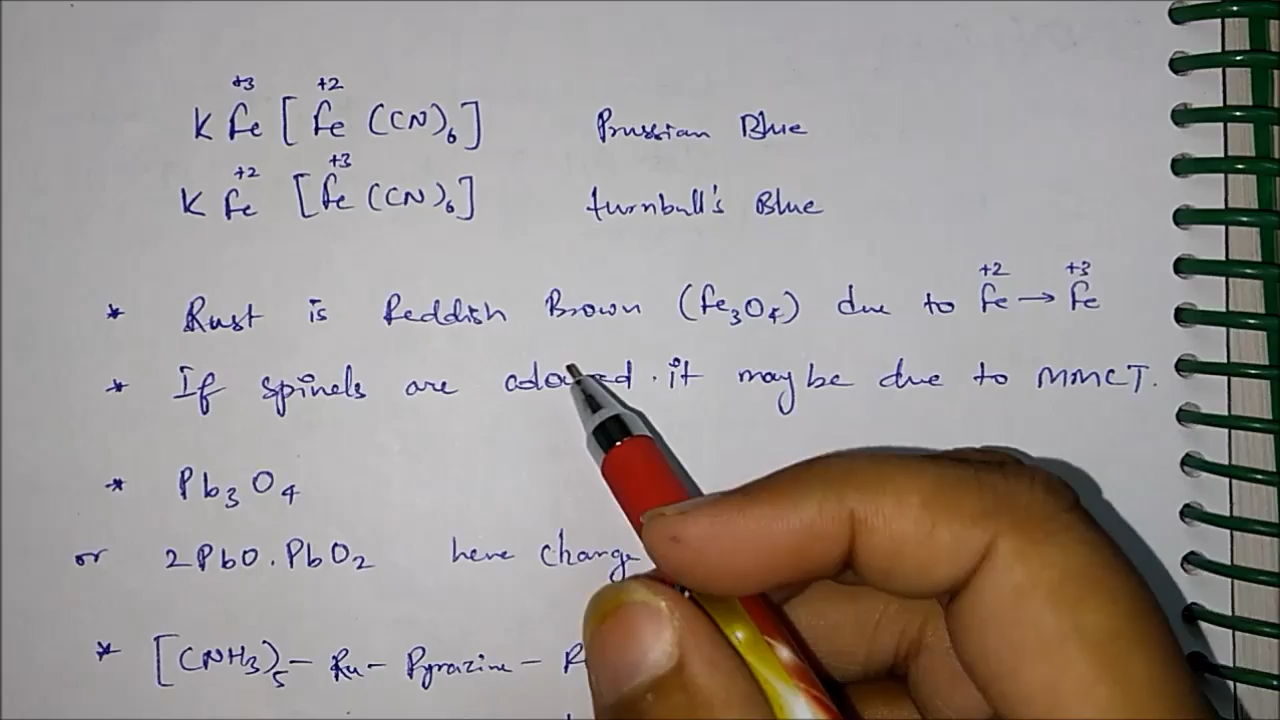 +3 +2
K Fe [Fe (CN)6] Prussian Blue
+2 +3
K Fe [Fe (CN)6] turnbull's Blue
+2 +3
* Rust is Reddish Brown (Fe3O4) due to Fe → Fe
* If spinels are coloured. it may be due to MMCT.
* Pb3O4
or 2PbO.PbO2 here change
* [(NH3)5 - Ru - Pyrazine - R